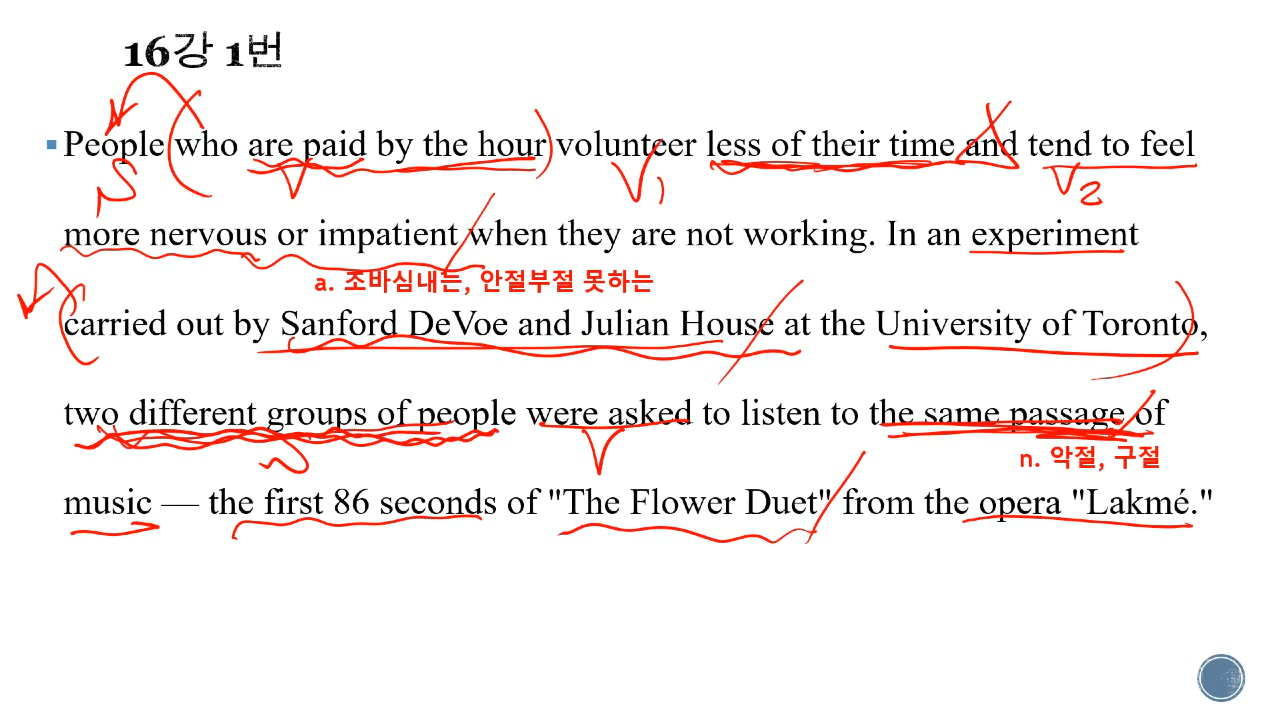 16강 1번
People who are paid by the hour volunteer less of their time and tend to feel
S V V1) V2
more nervous or impatient when they are not working. In an experiment
a. 조바심내는, 안절부절 못하는
carried out by Sanford DeVoe and Julian House at the University of Toronto,
two different groups of people were asked to listen to the same passage of
S V
n. 악절, 구절
music — the first 86 seconds of "The Flower Duet" from the opera "Lakmé."